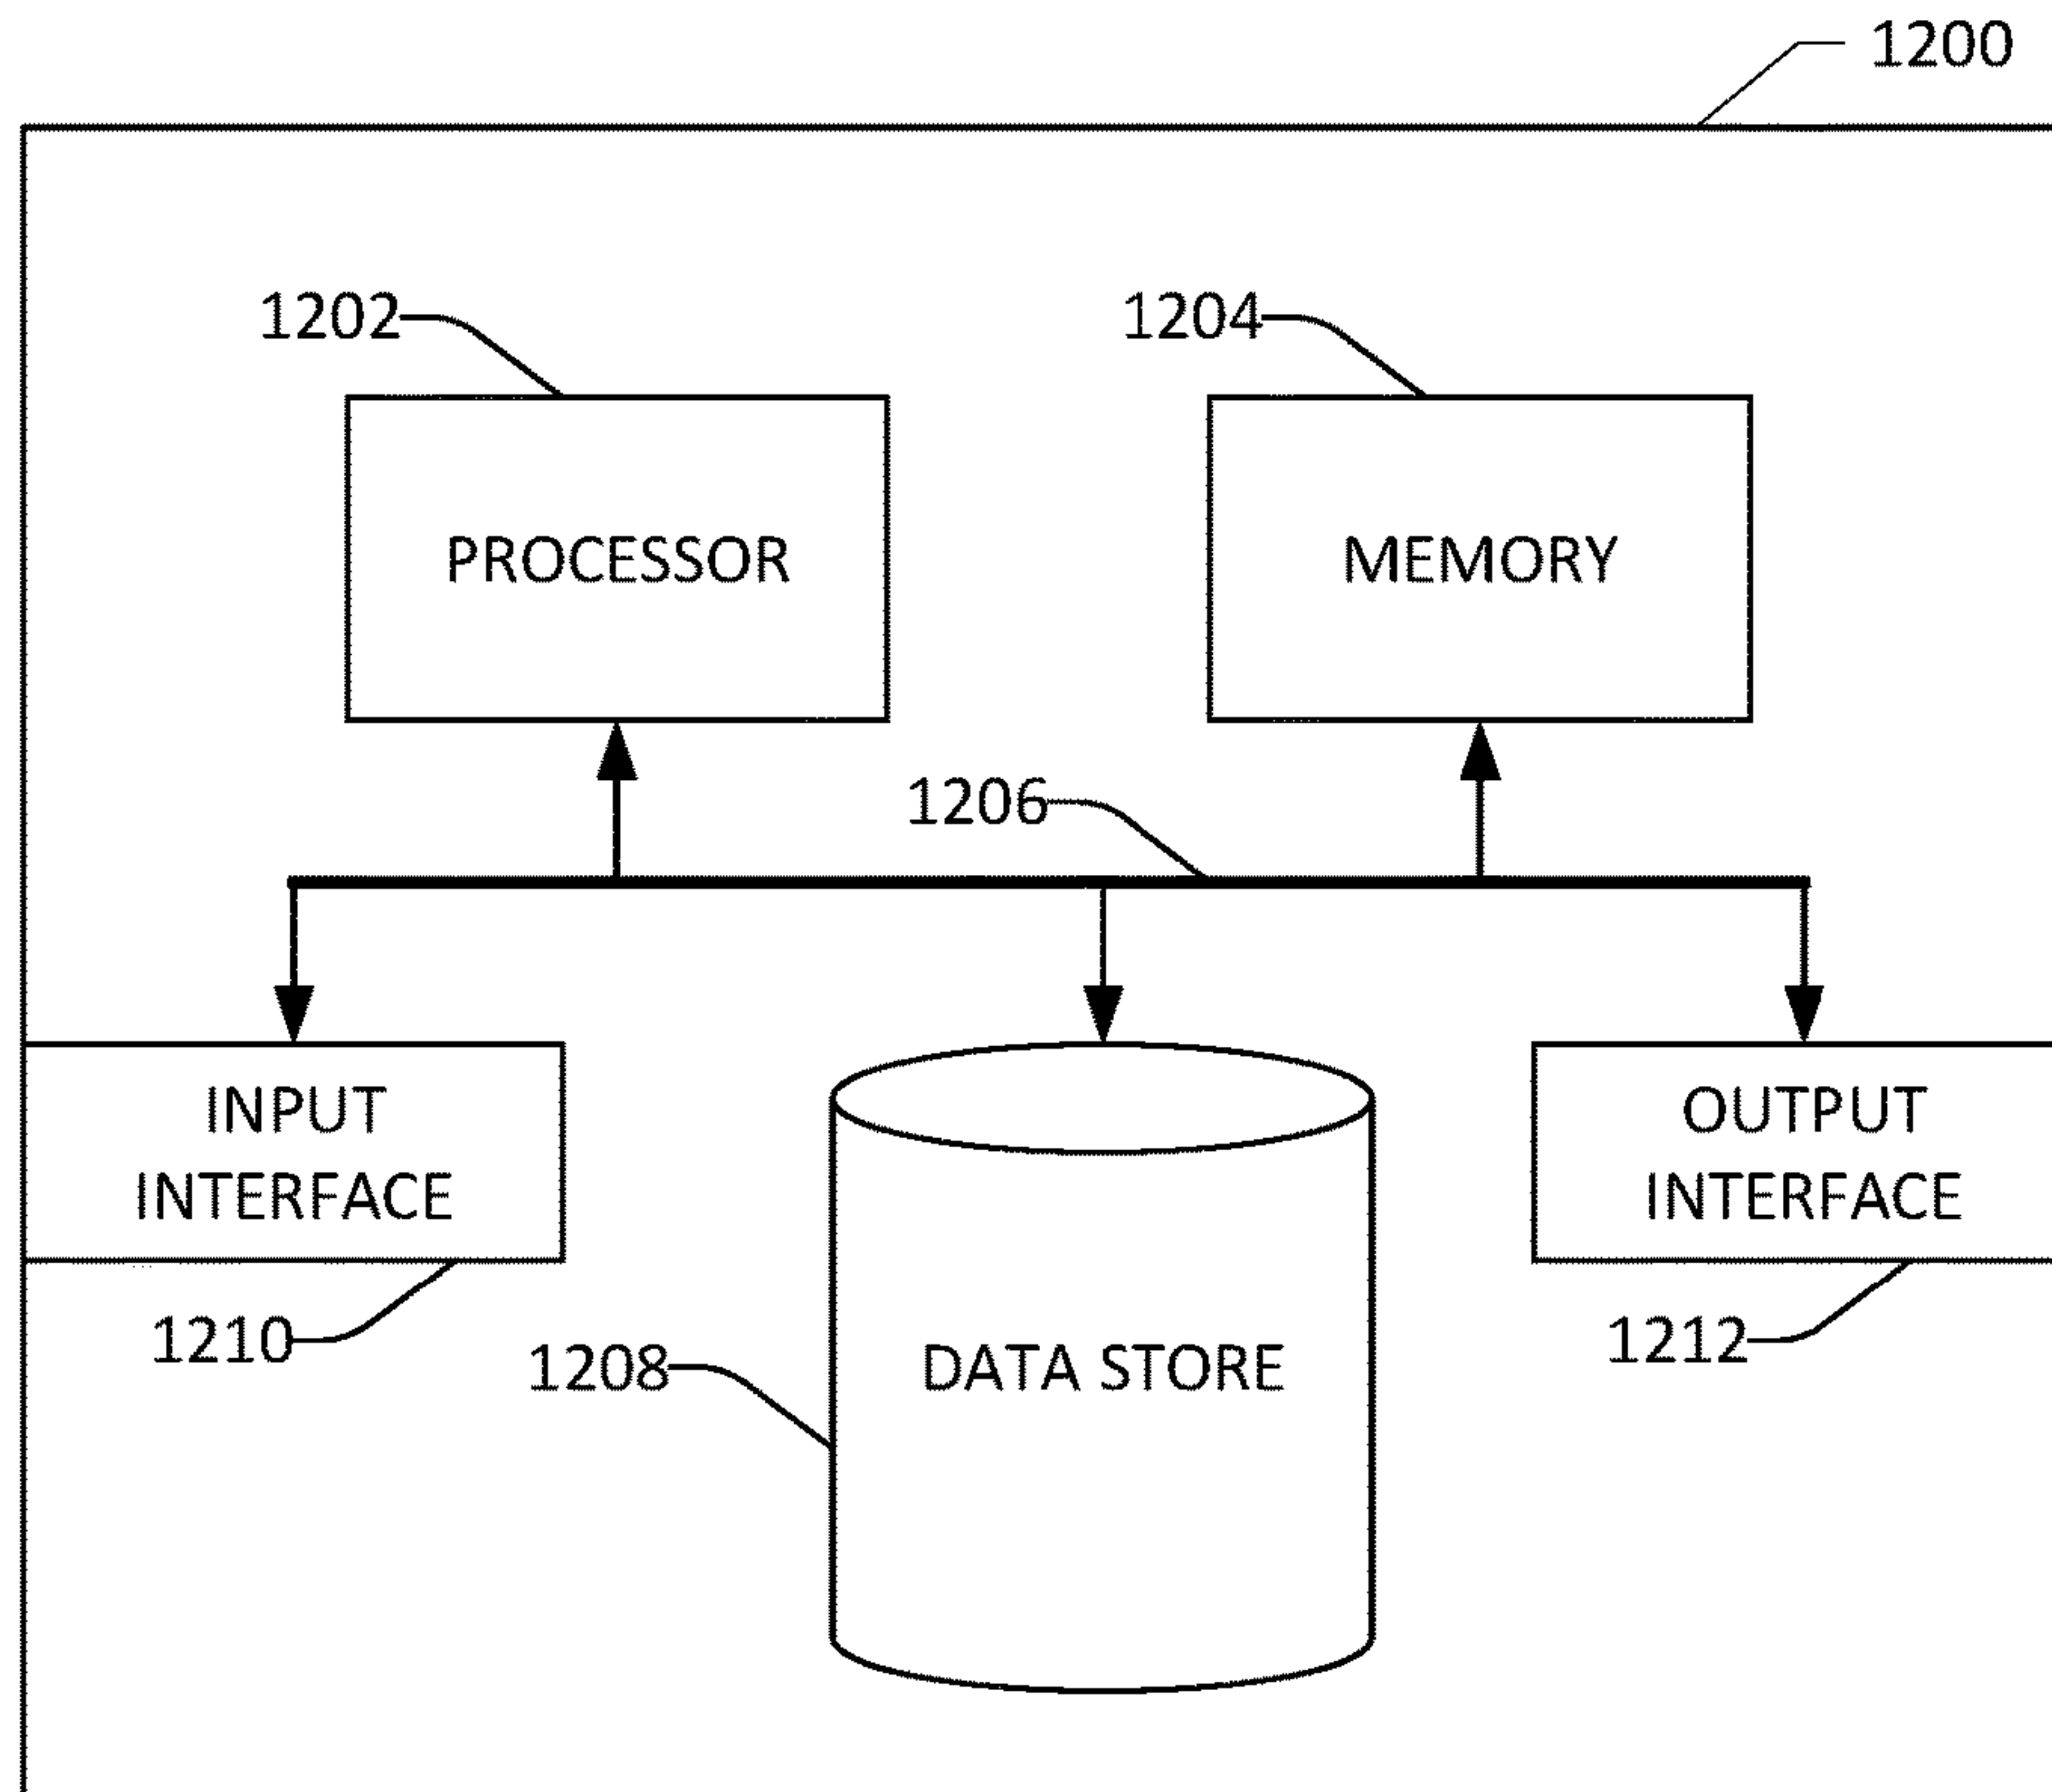 1200
1202
1204
PROCESSOR
MEMORY
1206
INPUT
INTERFACE
OUTPUT
INTERFACE
1210
1208
DATA STORE
1212